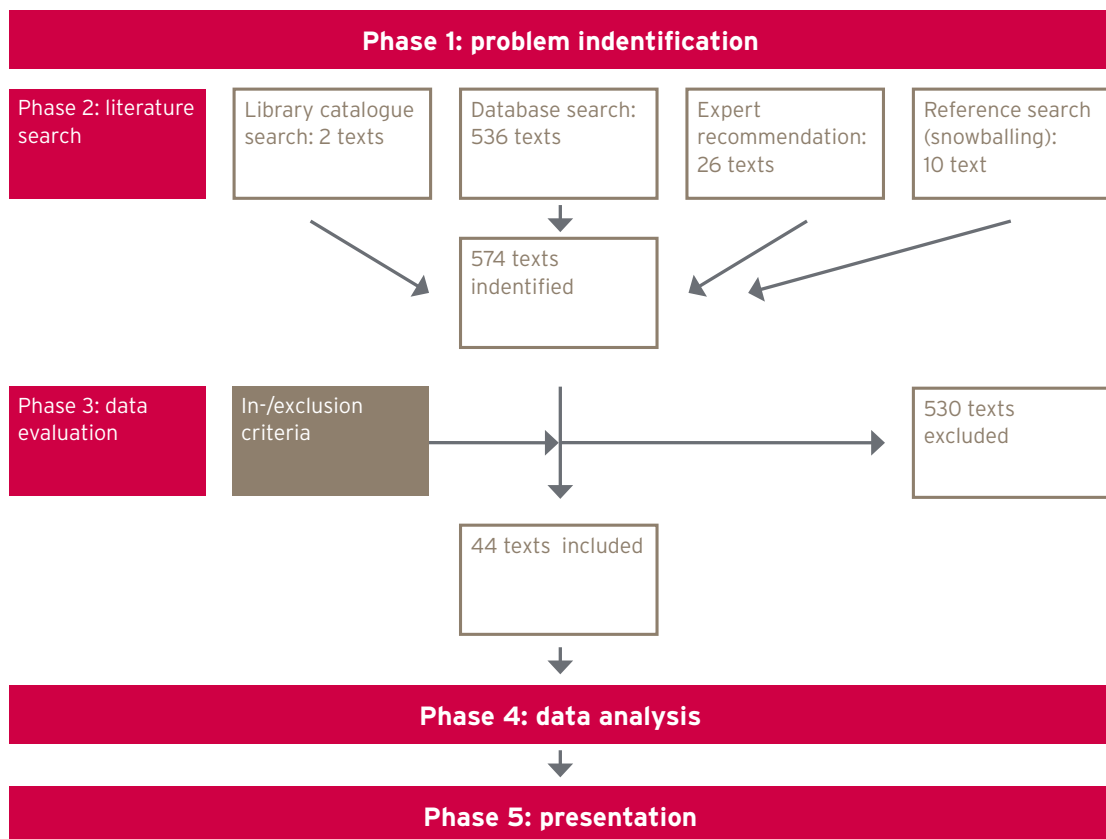 Phase 1: problem indentification
Phase 2: literature
search
Library catalogue
search: 2 texts
Database search:
536 texts
Expert
recommendation:
26 texts
Reference search
(snowballing):
10 text
574 texts
indentified
Phase 3: data
evaluation
In-/exclusion
criteria
530 texts
excluded
44 texts included
Phase 4: data analysis
Phase 5: presentation